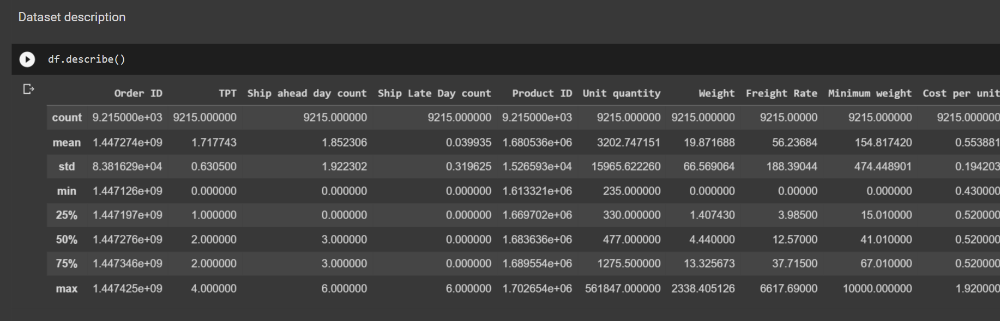 Dataset description
df.describe()
Order ID TPT Ship ahead day count Ship Late Day count Product ID Unit quantity Weight Freight Rate Minimum weight Cost per unit
count 9.215000e+03 9215.000000 9215.000000 9215.000000 9.215000e+03 9215.000000 9215.000000 9215.00000 9215.000000 9215.000000
mean 1.447274e+09 1.717743 1.852306 0.039935 1.680536e+06 3202.747151 19.871688 56.23684 154.817420 0.553881
std 8.381629e+04 0.630500 1.922302 0.319625 1.526593e+04 15965.622260 66.569064 188.39044 474.448901 0.194203
min 1.447126e+09 0.000000 0.000000 0.000000 1.613321e+06 235.000000 0.000000 0.00000 0.000000 0.430000
25% 1.447197e+09 1.000000 0.000000 0.000000 1.669702e+06 330.000000 1.407430 3.98500 15.010000 0.520000
50% 1.447276e+09 2.000000 3.000000 0.000000 1.683636e+06 477.000000 4.440000 12.57000 41.010000 0.520000
75% 1.447346e+09 2.000000 3.000000 0.000000 1.689554e+06 1275.500000 13.325673 37.71500 67.010000 0.520000
max 1.447425e+09 4.000000 6.000000 6.000000 1.702654e+06 561847.000000 2338.405126 6617.69000 10000.000000 1.920000